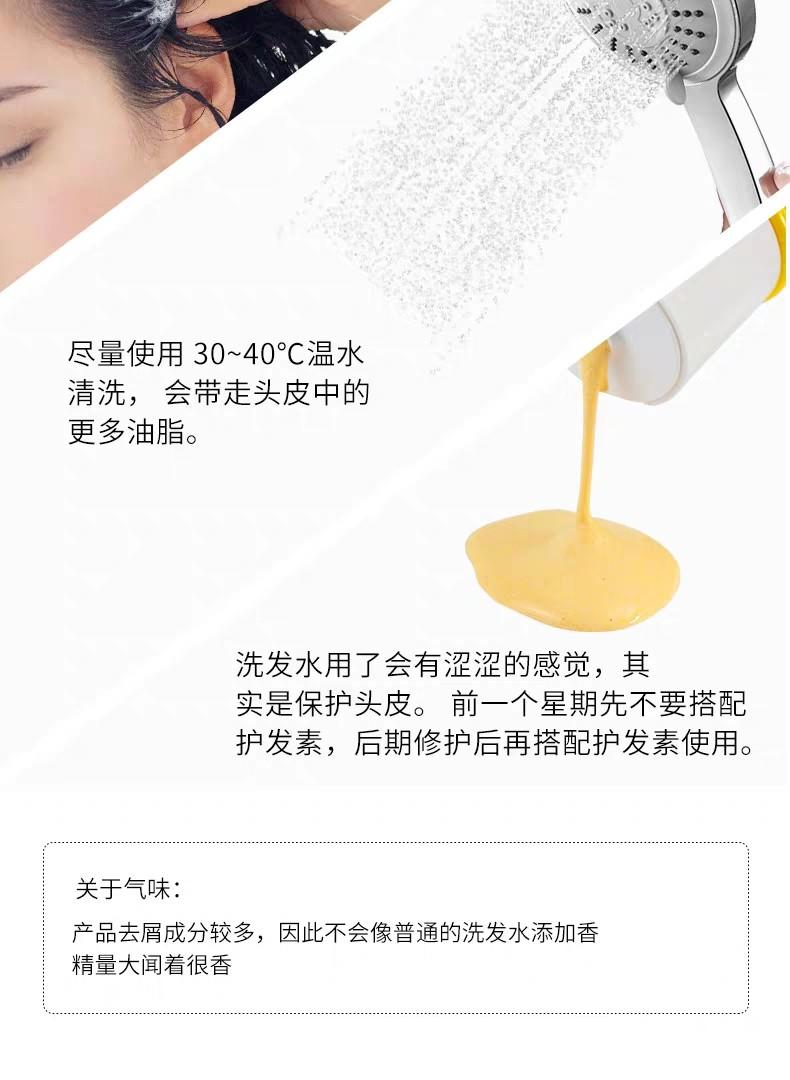 尽量使用 30~40℃温水
清洗， 会带走头皮中的
更多油脂。
洗发水用了会有涩涩的感觉，其
实是保护头皮。 前一个星期先不要搭配
护发素，后期修护后再搭配护发素使用。
关于气味：
产品去屑成分较多，因此不会像普通的洗发水添加香
精量大闻着很香